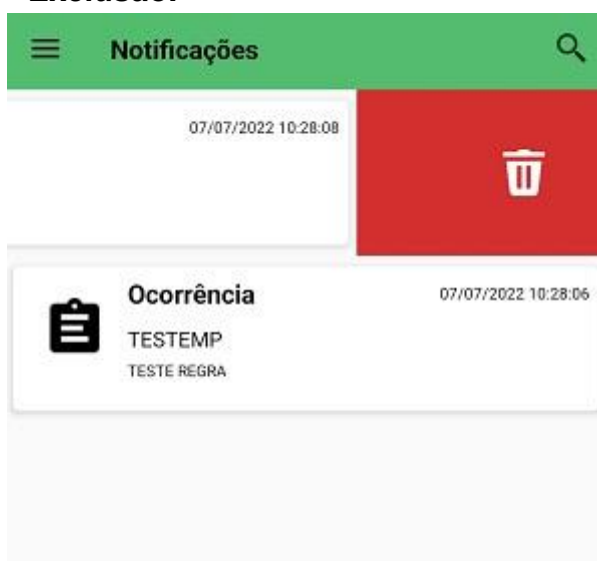 Notificações
07/07/2022 10:28:08
Ocorrência
07/07/2022 10:28:06
TESTEMP
TESTE REGRA